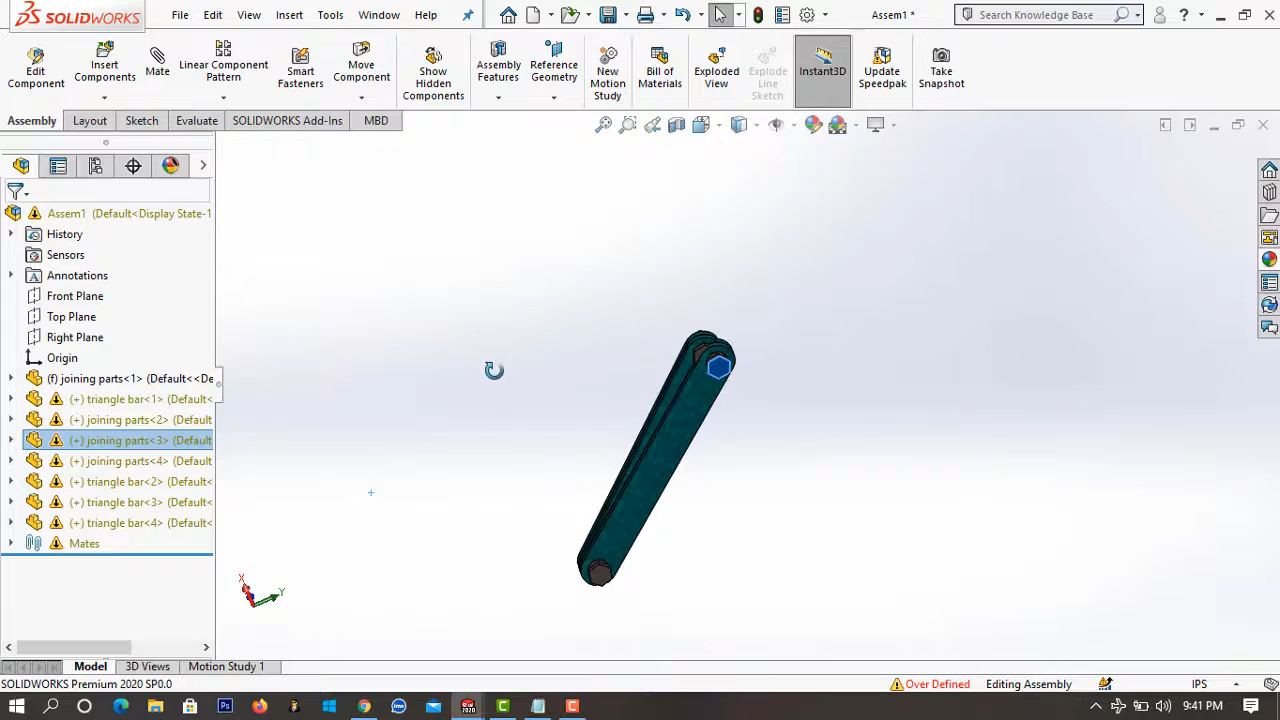 SOLIDWORKS
File Edit View Insert Tools Window Help
Assem1 *
Search Knowledge Base
?
Edit Component
Insert Components
Mate
Linear Component Pattern
Smart Fasteners
Move Component
Show Hidden Components
Assembly Features
Reference Geometry
New Motion Study
Bill of Materials
Exploded View
Explode Line Sketch
Instant3D
Update Speedpak
Take Snapshot
Assembly Layout Sketch Evaluate SOLIDWORKS Add-Ins MBD
Assem1 (Default<Display State-1
History
Sensors
Annotations
Front Plane
Top Plane
Right Plane
Origin
(f) joining parts<1> (Default<<De
(+) triangle bar<1> (Default<
(+) joining parts<2> (Default
(+) joining parts<3> (Default
(+) joining parts<4> (Default
(+) triangle bar<2> (Default<
(+) triangle bar<3> (Default<
(+) triangle bar<4> (Default<
Mates
X
Y
Model 3D Views Motion Study 1
SOLIDWORKS Premium 2020 SP0.0
Over Defined Editing Assembly IPS
9:41 PM